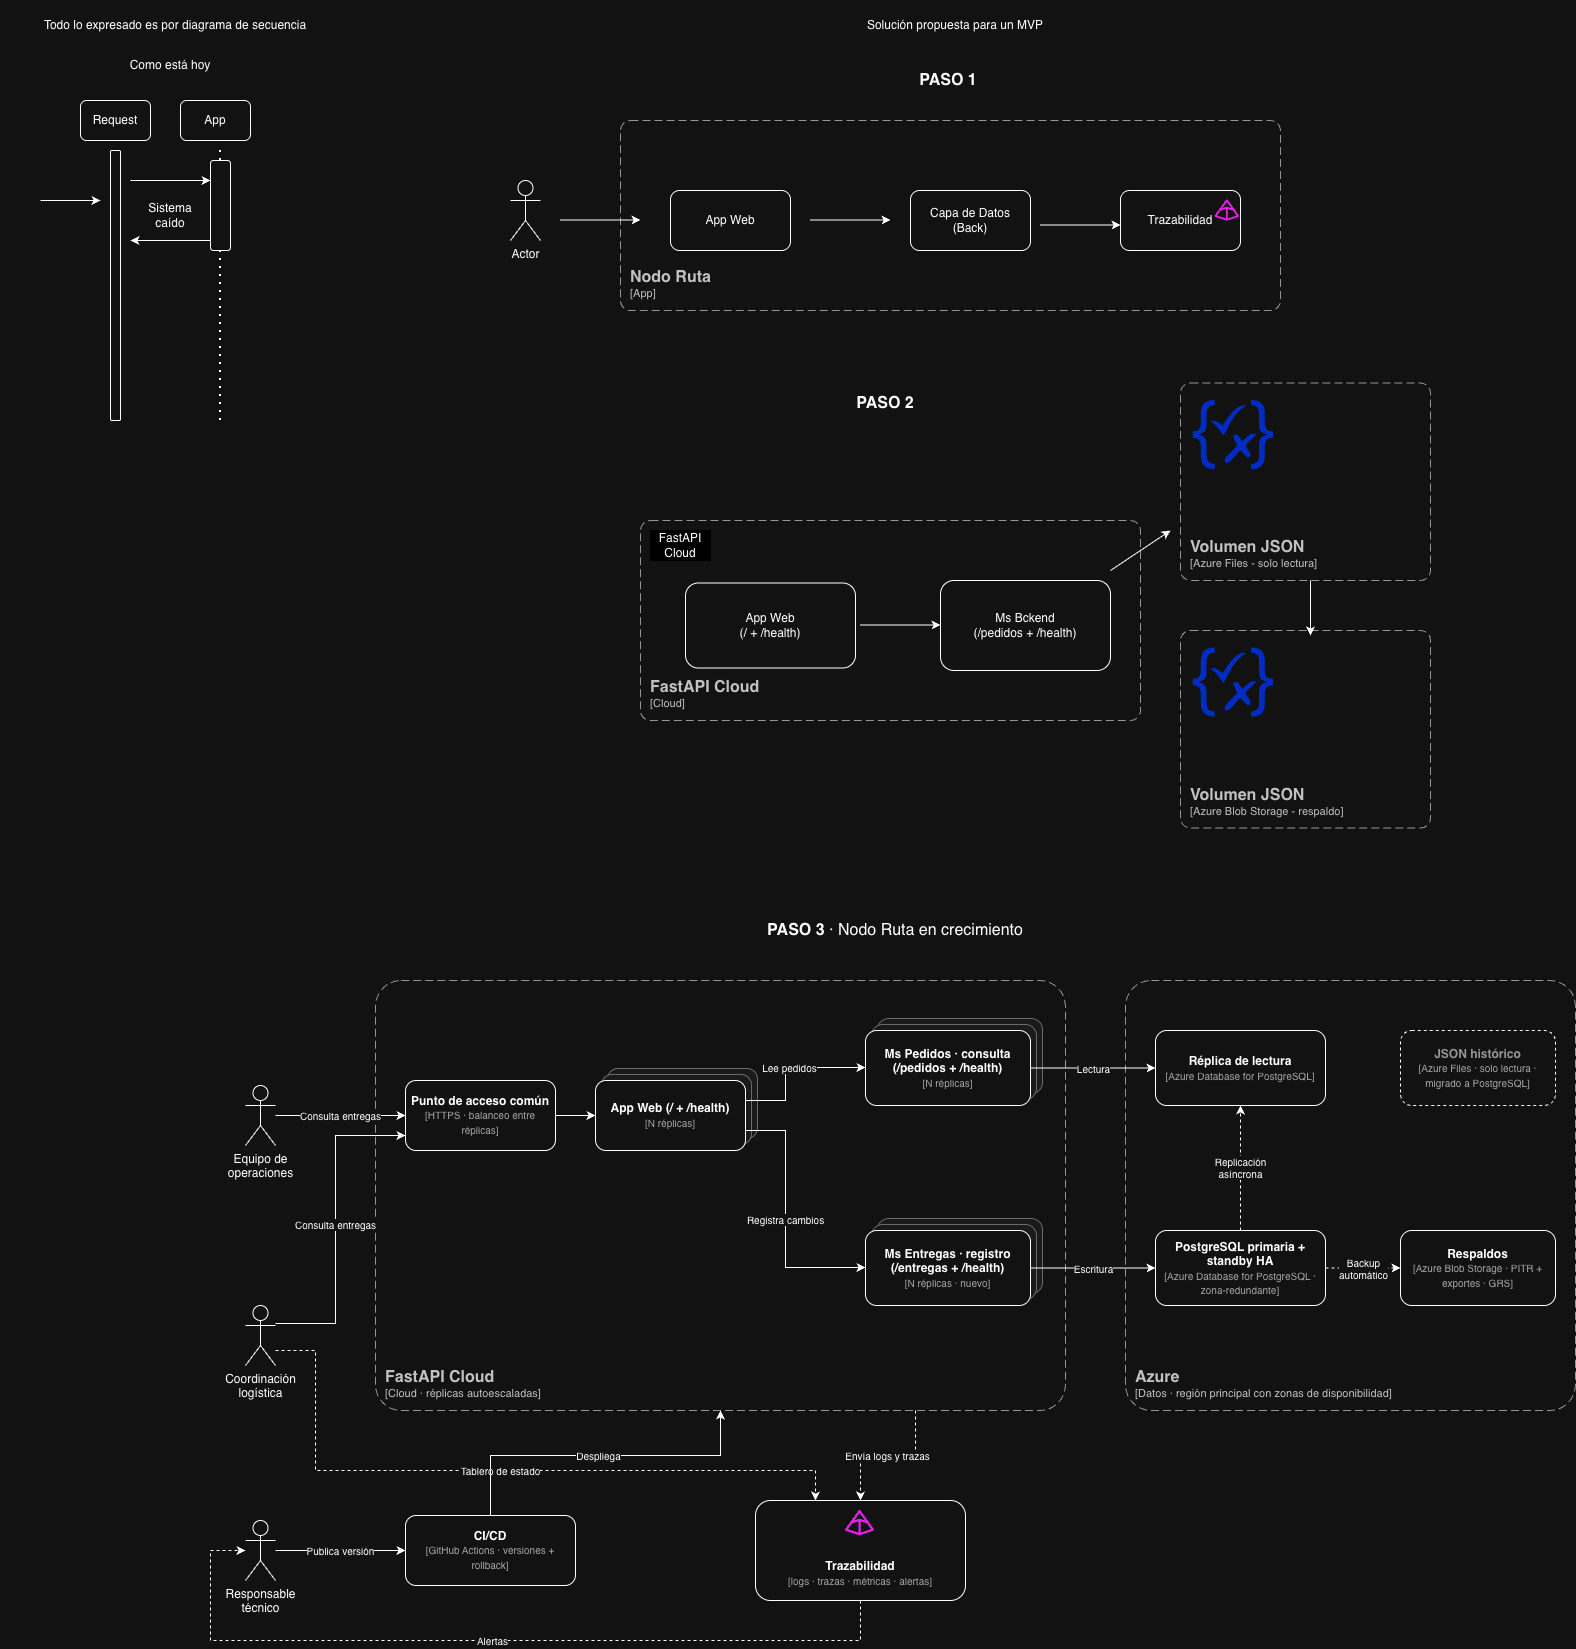 Todo lo expresado es por diagrama de secuencia
Solución propuesta para un MVP
Como está hoy
Request
App
Sistema
caído
PASO 1
Actor
App Web
Capa de Datos
(Back)
Trazabilidad
Nodo Ruta
[App]
PASO 2
FastAPI
Cloud
App Web
(/ + /health)
Ms Bckend
(/pedidos + /health)
FastAPI Cloud
[Cloud]
Volumen JSON
[Azure Files - solo lectura]
Volumen JSON
[Azure Blob Storage - respaldo]
PASO 3 · Nodo Ruta en crecimiento
Equipo de
operaciones
Consulta entregas
Punto de acceso común
[HTTPS · balanceo entre
réplicas]
App Web (/ + /health)
[N réplicas]
Lee pedidos
Ms Pedidos · consulta
(/pedidos + /health)
[N réplicas]
Lectura
Réplica de lectura
[Azure Database for PostgreSQL]
JSON histórico
[Azure Files · solo lectura ·
migrado a PostgreSQL]
Replicación
asíncrona
Consulta entregas
Registra cambios
Ms Entregas · registro
(/entregas + /health)
[N réplicas · nuevo]
Escritura
PostgreSQL primaria +
standby HA
[Azure Database for PostgreSQL ·
zona-redundante]
Backup
automático
Respaldos
[Azure Blob Storage · PITR +
exportes · GRS]
Coordinación
logística
FastAPI Cloud
[Cloud · réplicas autoescaladas]
Azure
[Datos · región principal con zonas de disponibilidad]
Despliega
Envía logs y trazas
Tablero de estado
Responsable
técnico
Publica versión
CI/CD
[GitHub Actions · versiones +
rollback]
Trazabilidad
[logs · trazas · métricas · alertas]
Alertas